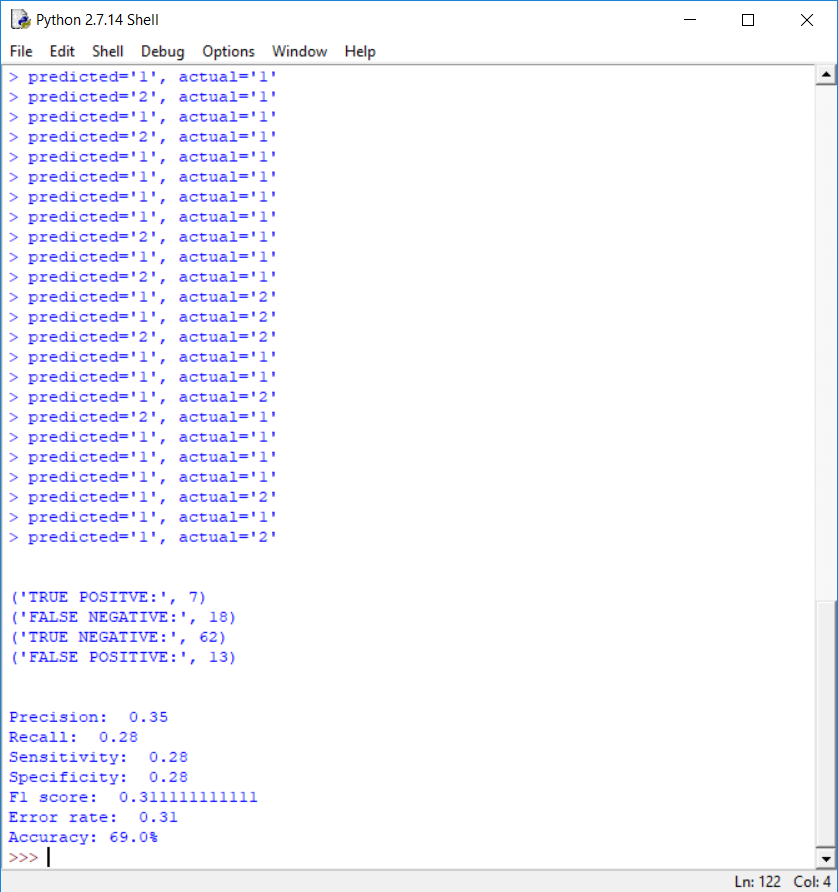 Python 2.7.14 Shell
File Edit Shell Debug Options Window Help
> predicted='1', actual='1'
> predicted='2', actual='1'
> predicted='1', actual='1'
> predicted='2', actual='1'
> predicted='1', actual='1'
> predicted='1', actual='1'
> predicted='1', actual='1'
> predicted='1', actual='1'
> predicted='2', actual='1'
> predicted='1', actual='1'
> predicted='2', actual='1'
> predicted='1', actual='2'
> predicted='1', actual='2'
> predicted='2', actual='2'
> predicted='1', actual='1'
> predicted='1', actual='1'
> predicted='1', actual='2'
> predicted='2', actual='1'
> predicted='1', actual='1'
> predicted='1', actual='1'
> predicted='1', actual='1'
> predicted='1', actual='2'
> predicted='1', actual='1'
> predicted='1', actual='2'
('TRUE POSITVE:', 7)
('FALSE NEGATIVE:', 18)
('TRUE NEGATIVE:', 62)
('FALSE POSITIVE:', 13)
Precision:  0.35
Recall:  0.28
Sensitivity:  0.28
Specificity:  0.28
F1 score:  0.311111111111
Error rate:  0.31
Accuracy: 69.0%
>>>
Ln: 122 Col: 4